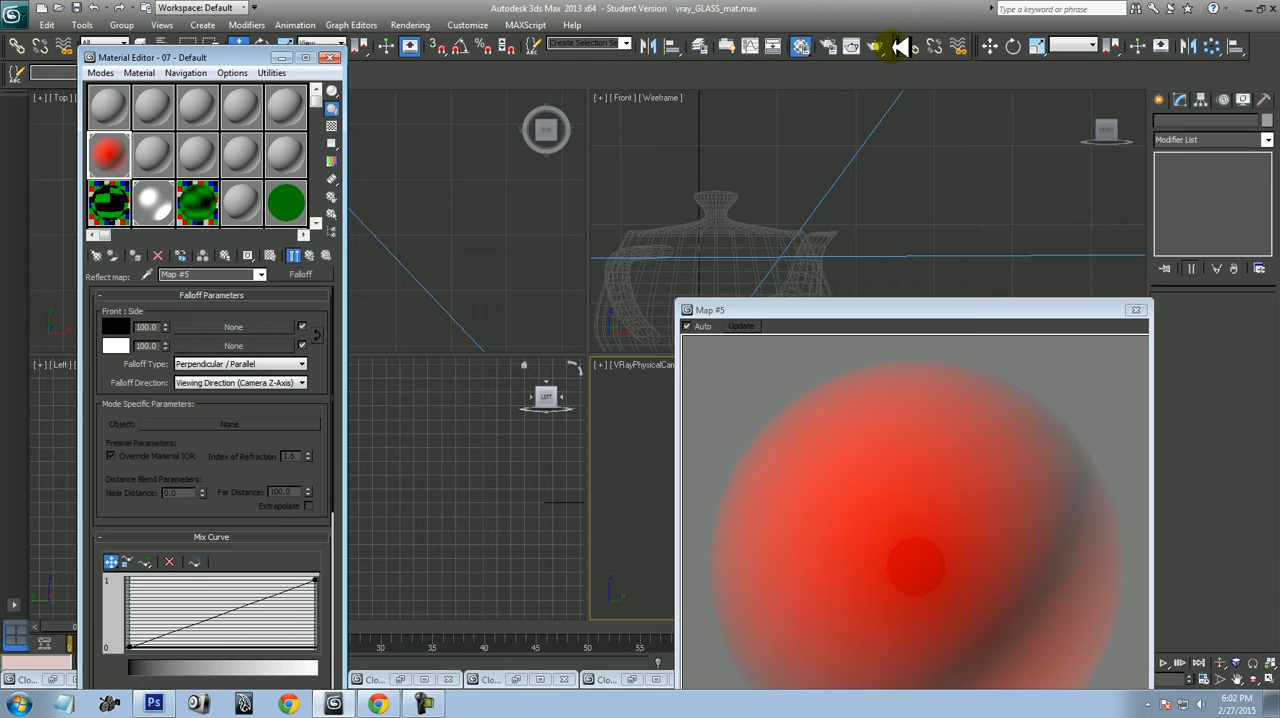 Workspace: Default
Autodesk 3ds Max 2013 x64 - Student Version
vray_GLASS_mat.max
Type a keyword or phrase
Edit
Tools
Group
Views
Create
Modifiers
Animation
Graph Editors
Rendering
Customize
MAXScript
Help
All
View
Create Selection Se
Material Editor - 07 - Default
Modes
Material
Navigation
Options
Utilities
[ + ] [ Top ]
TOP
[ + ] [ Front ] [ Wireframe ]
FRONT
Modifier List
Reflect map:
Map #5
Falloff
Falloff Parameters
Front : Side
100.0
None
100.0
None
Falloff Type:
Perpendicular / Parallel
Falloff Direction:
Viewing Direction (Camera Z-Axis)
Mode Specific Parameters:
Object:
None
Fresnel Parameters:
Override Material IOR
Index of Refraction
1.6
Distance Blend Parameters:
Near Distance:
0.0
Far Distance:
100.0
Extrapolate
Mix Curve
1
0
[ + ] [ Left ]
LEFT
[ + ] [ VRayPhysicalCam
Map #5
Auto
Update
30
35
40
45
50
55
Clo...
Clo...
Clo...
Clo...
6:02 PM
2/27/2015